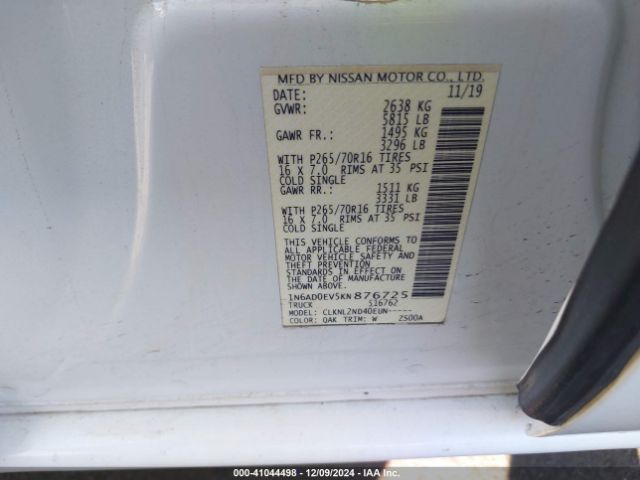 MFD BY NISSAN MOTOR CO., LTD.
DATE: 11/19
GVWR: 2638 KG
5815 LB
GAWR FR.: 1495 KG
3296 LB
WITH P265/70R16 TIRES
16 X 7.0 RIMS AT 35 PSI
COLD SINGLE
GAWR RR.: 1511 KG
3331 LB
WITH P265/70R16 TIRES
16 X 7.0 RIMS AT 35 PSI
COLD SINGLE
THIS VEHICLE CONFORMS TO
ALL APPLICABLE FEDERAL
MOTOR VEHICLE SAFETY AND
THEFT PREVENTION
STANDARDS IN EFFECT ON
THE DATE OF MANUFACTURE
1N6AD0EV5KN876725
TRUCK 516762
MODEL: CLKNL2ND40EUN-----
COLOR: QAK TRIM: W 2500A
000-41044498 - 12/09/2024 - IAA Inc.